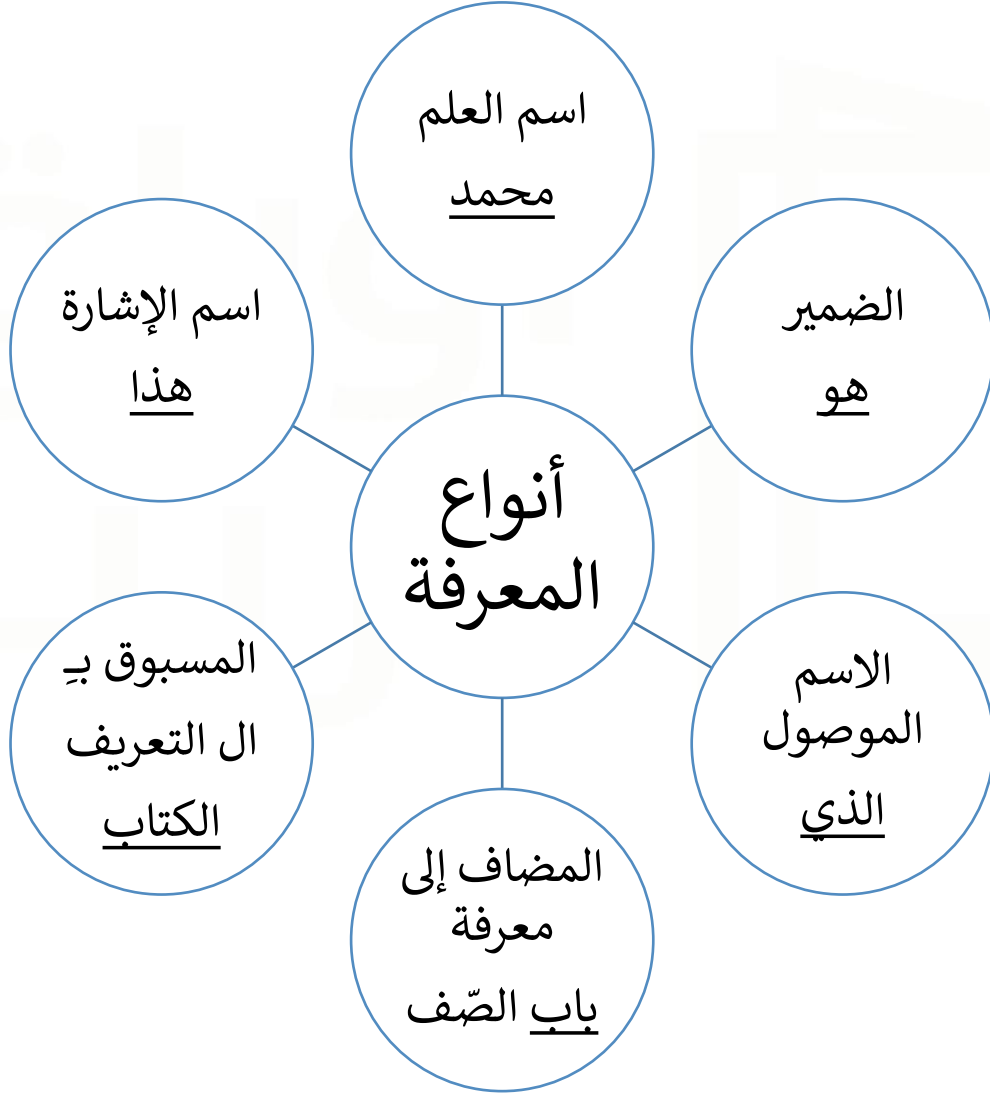 اسم العلم
محمد
الضمير
هو
اسم الإشارة
هذا
أنواع
المعرفة
الاسم
الموصول
الذي
المسبوق بـِ
ال التعريف
الكتاب
المضاف إلى
معرفة
باب الصّف